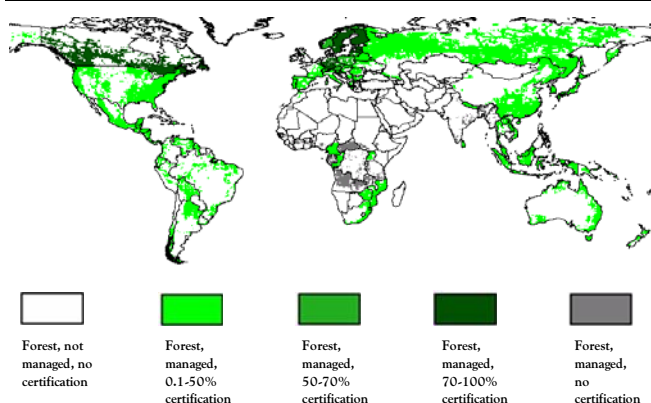 Forest, not
managed, no
certification
Forest,
managed,
0.1-50%
certification
Forest,
managed,
50-70%
certification
Forest,
managed,
70-100%
certification
Forest,
managed,
no
certification